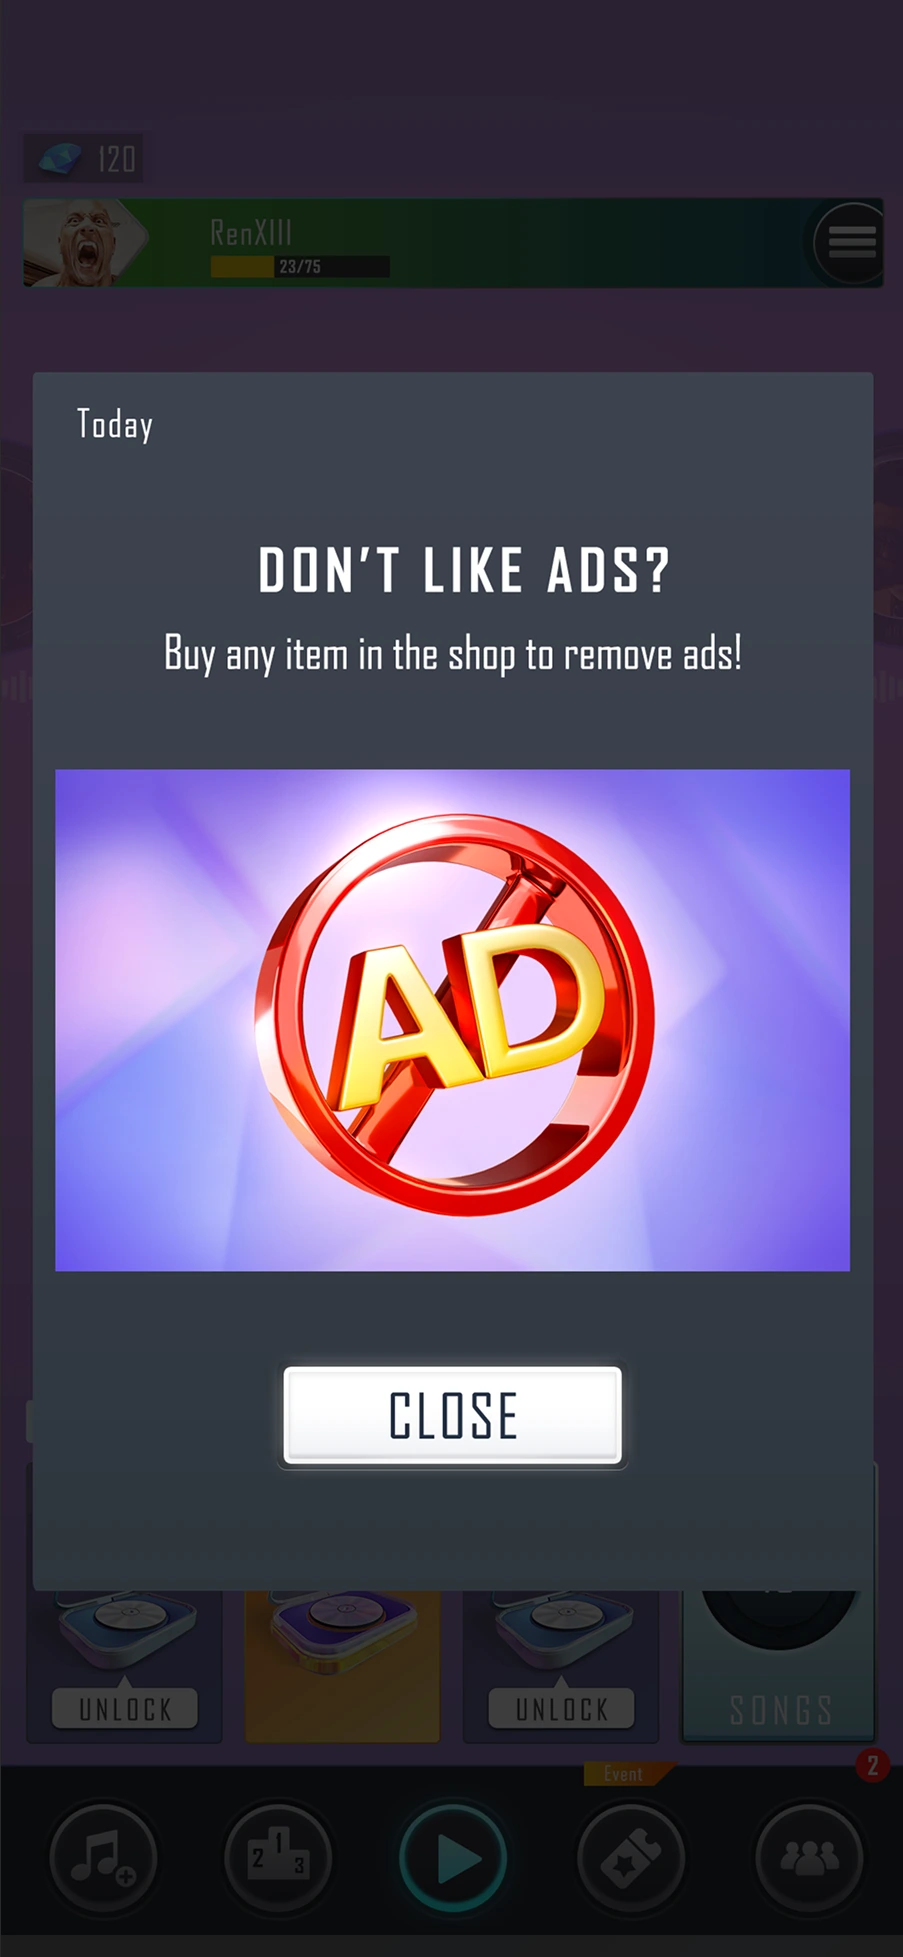 120
RenXIII
23/75
Today
DON'T LIKE ADS?
Buy any item in the shop to remove ads!
AD
CLOSE
UNLOCK
UNLOCK
SONGS
Event
2
2 1 3